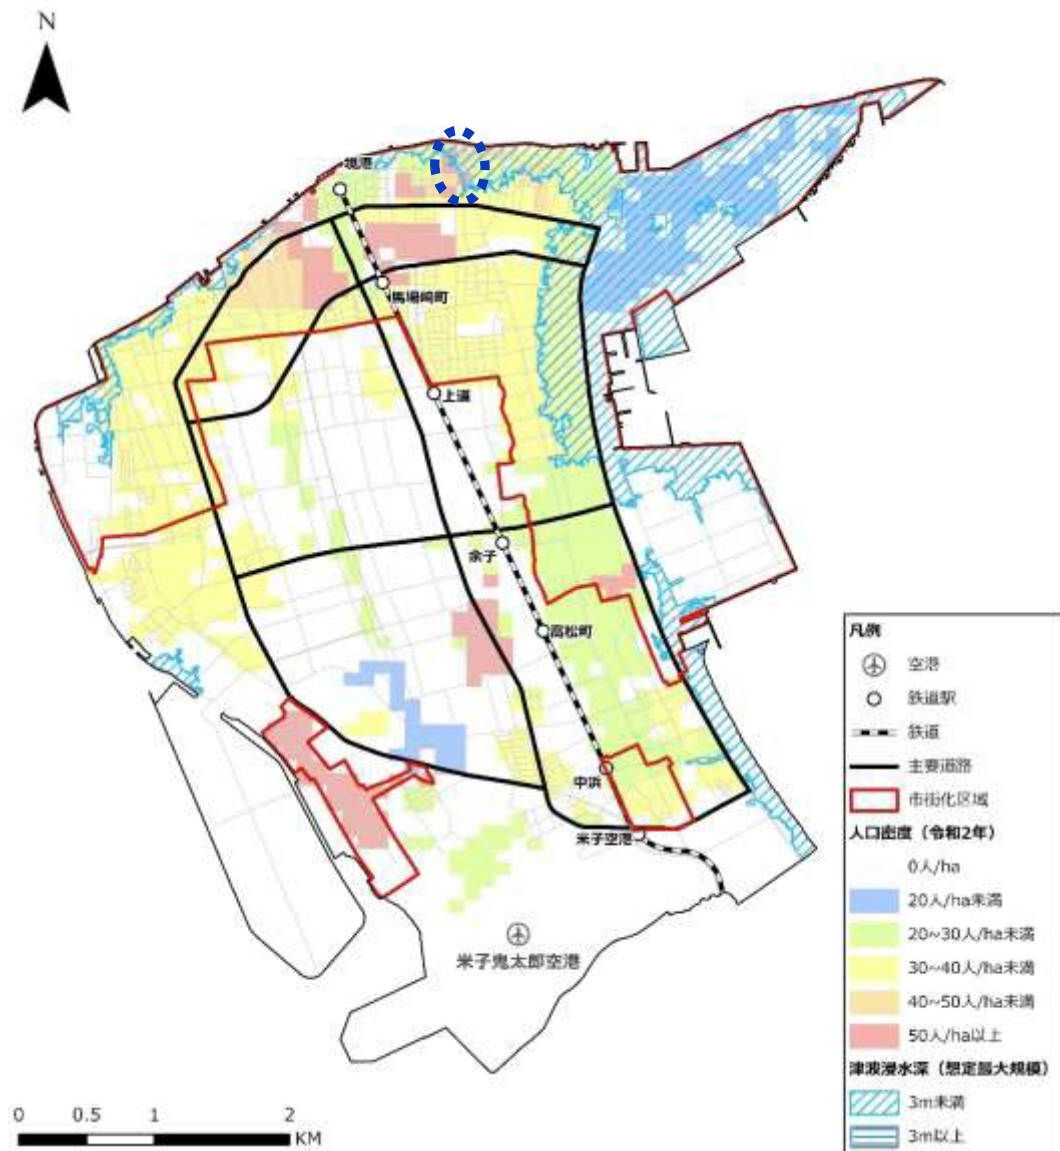 N
境港
馬場崎町
上道
余子
高松町
中浜
米子空港
米子鬼太郎空港
凡例
空港
鉄道駅
鉄道
主要道路
市街化区域
人口密度（令和2年）
0人/ha
20人/ha未満
20~30人/ha未満
30~40人/ha未満
40~50人/ha未満
50人/ha以上
津波浸水深（想定最大規模）
3m未満
3m以上
0 0.5 1 2
KM